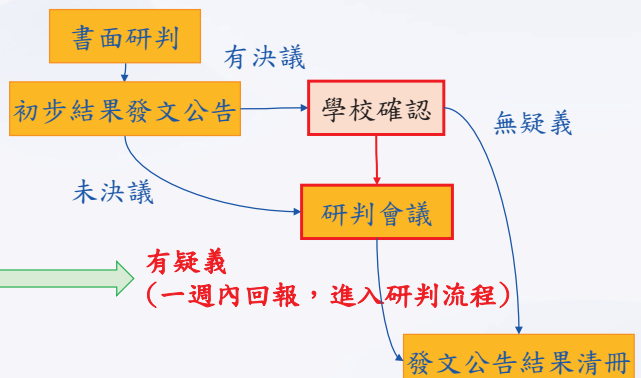 書面研判
有決議
初步結果發文公告
學校確認
無疑義
未決議
研判會議
有疑義
(一週內回報，進入研判流程)
發文公告結果清冊